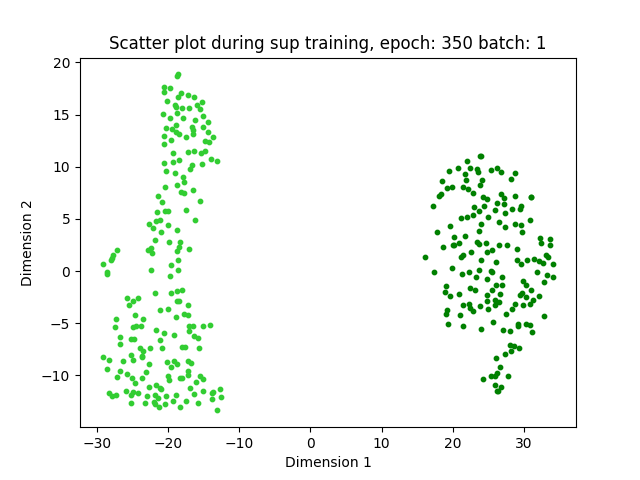 Scatter plot during sup training, epoch: 350 batch: 1
20
15
10
5
0
−5
−10
Dimension 2
−30 −20 −10 0 10 20 30
Dimension 1